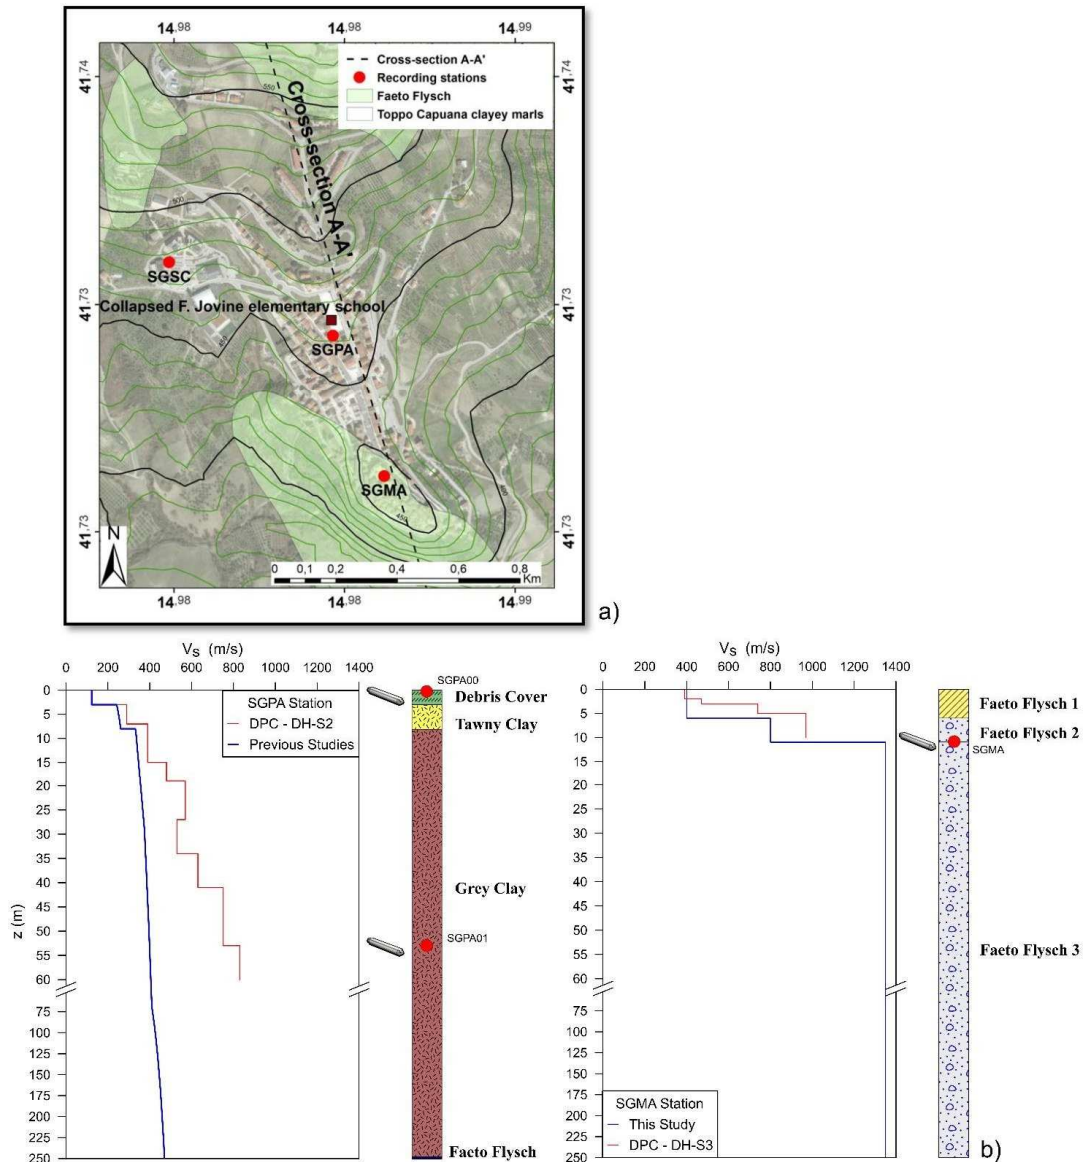 14,98 14,98 14,99
41,74 41,74
Cross-section A-A'
Recording stations
Faeto Flysch
Toppo Capuana clayey marls
550
Cross-section A-A'
500
SGSC
41,73 41,73
Collapsed F. Jovine elementary school
SGPA
450
SGMA
450
400
41,73 41,73
N
0 0,1 0,2 0,4 0,6 0,8
Km
14,98 14,98 14,99
a)
Vs (m/s)
0 200 400 600 800 1000 1200 1400
SGPA Station
DPC - DH-S2
Previous Studies
z (m)
0
5
10
15
20
25
30
35
40
45
50
55
60
75
100
125
150
175
200
225
250
SGPA00
Debris Cover
Tawny Clay
Grey Clay
SGPA01
Faeto Flysch
Vs (m/s)
0 200 400 600 800 1000 1200 1400
0
5
10
15
20
25
30
35
40
45
50
55
60
75
100
125
150
175
200
225
250
SGMA Station
This Study
DPC - DH-S3
Faeto Flysch 1
Faeto Flysch 2
SGMA
Faeto Flysch 3
b)